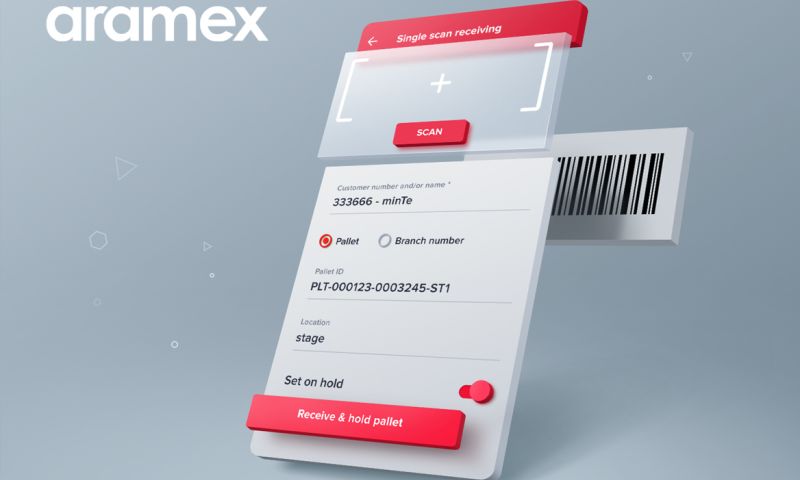 aramex
Single scan receiving
SCAN
Customer number and/or name *
333666 - minTe
Pallet
Branch number
Pallet ID
PLT-000123-0003245-ST1
Location
stage
Set on hold
Receive & hold pallet